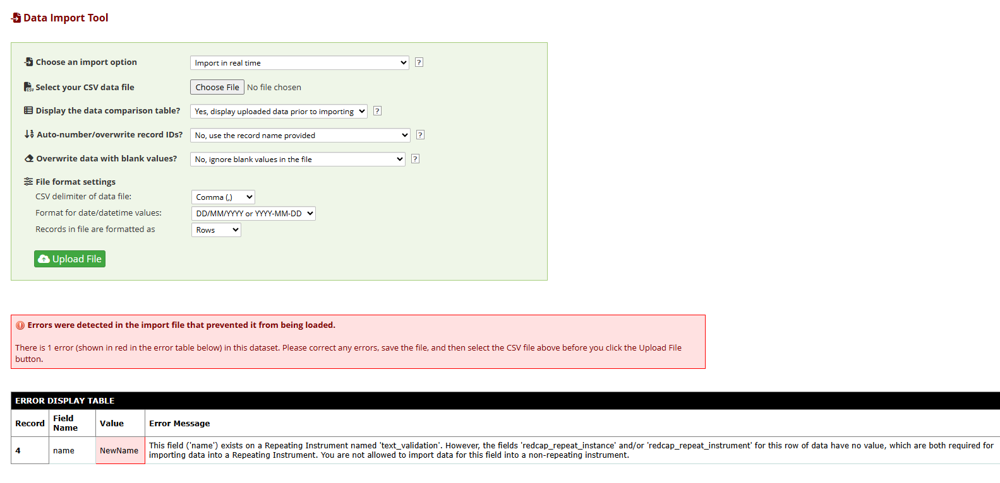 Data Import Tool
Choose an import option
Import in real time
?
Select your CSV data file
Choose File No file chosen
Display the data comparison table?
Yes, display uploaded data prior to importing
?
Auto-number/overwrite record IDs?
No, use the record name provided
?
Overwrite data with blank values?
No, ignore blank values in the file
?
File format settings
CSV delimiter of data file:
Comma (,)
Format for date/datetime values:
DD/MM/YYYY or YYYY-MM-DD
Records in file are formatted as
Rows
Upload File
Errors were detected in the import file that prevented it from being loaded.
There is 1 error (shown in red in the error table below) in this dataset. Please correct any errors, save the file, and then select the CSV file above before you click the Upload File
button.
ERROR DISPLAY TABLE
Record
Field
Name
Value
Error Message
4
name
NewName
This field ('name') exists on a Repeating Instrument named 'text_validation'. However, the fields 'redcap_repeat_instance' and/or 'redcap_repeat_instrument' for this row of data have no value, which are both required for
importing data into a Repeating Instrument. You are not allowed to import data for this field into a non-repeating instrument.